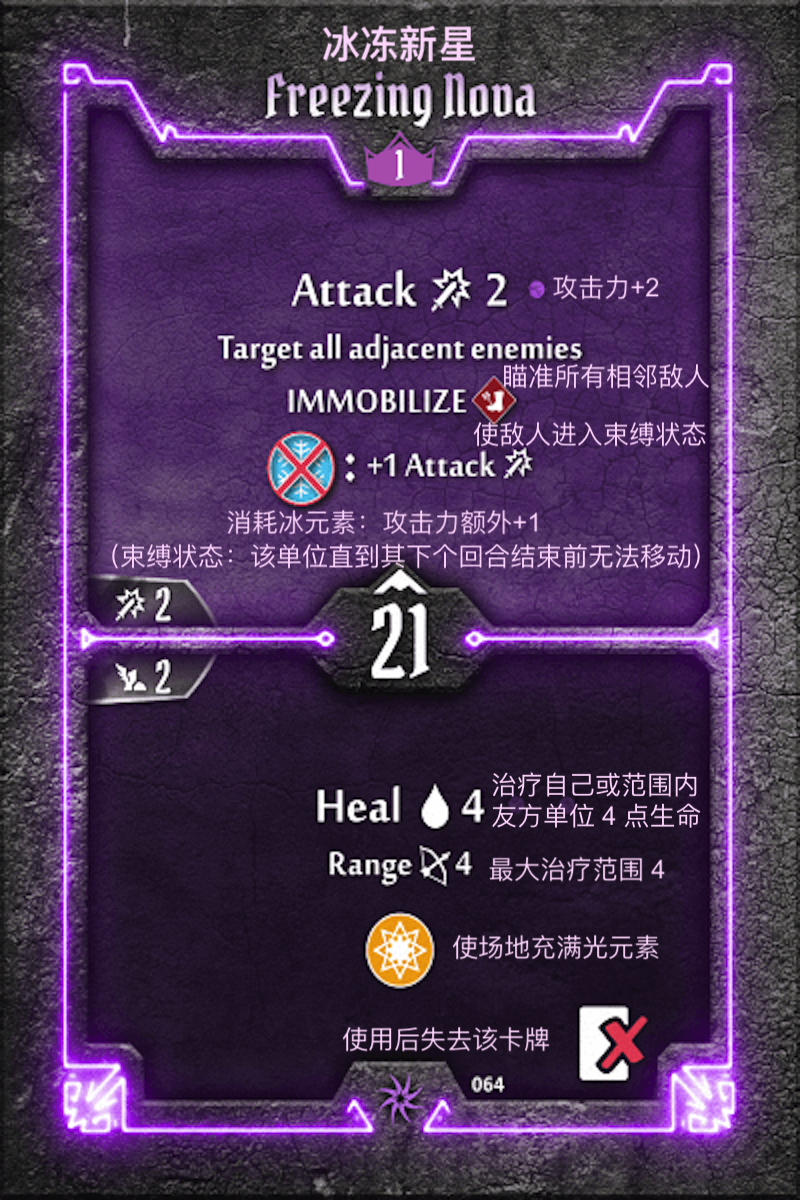 冰冻新星
Freezing Nova
1
Attack 2 攻击力+2
Target all adjacent enemies
瞄准所有相邻敌人
IMMOBILIZE
使敌人进入束缚状态
: +1 Attack
消耗冰元素：攻击力额外+1
（束缚状态：该单位直到其下个回合结束前无法移动）
2
21
2
治疗自己或范围内
Heal 4 友方单位 4 点生命
Range 4 最大治疗范围 4
使场地充满光元素
使用后失去该卡牌
064